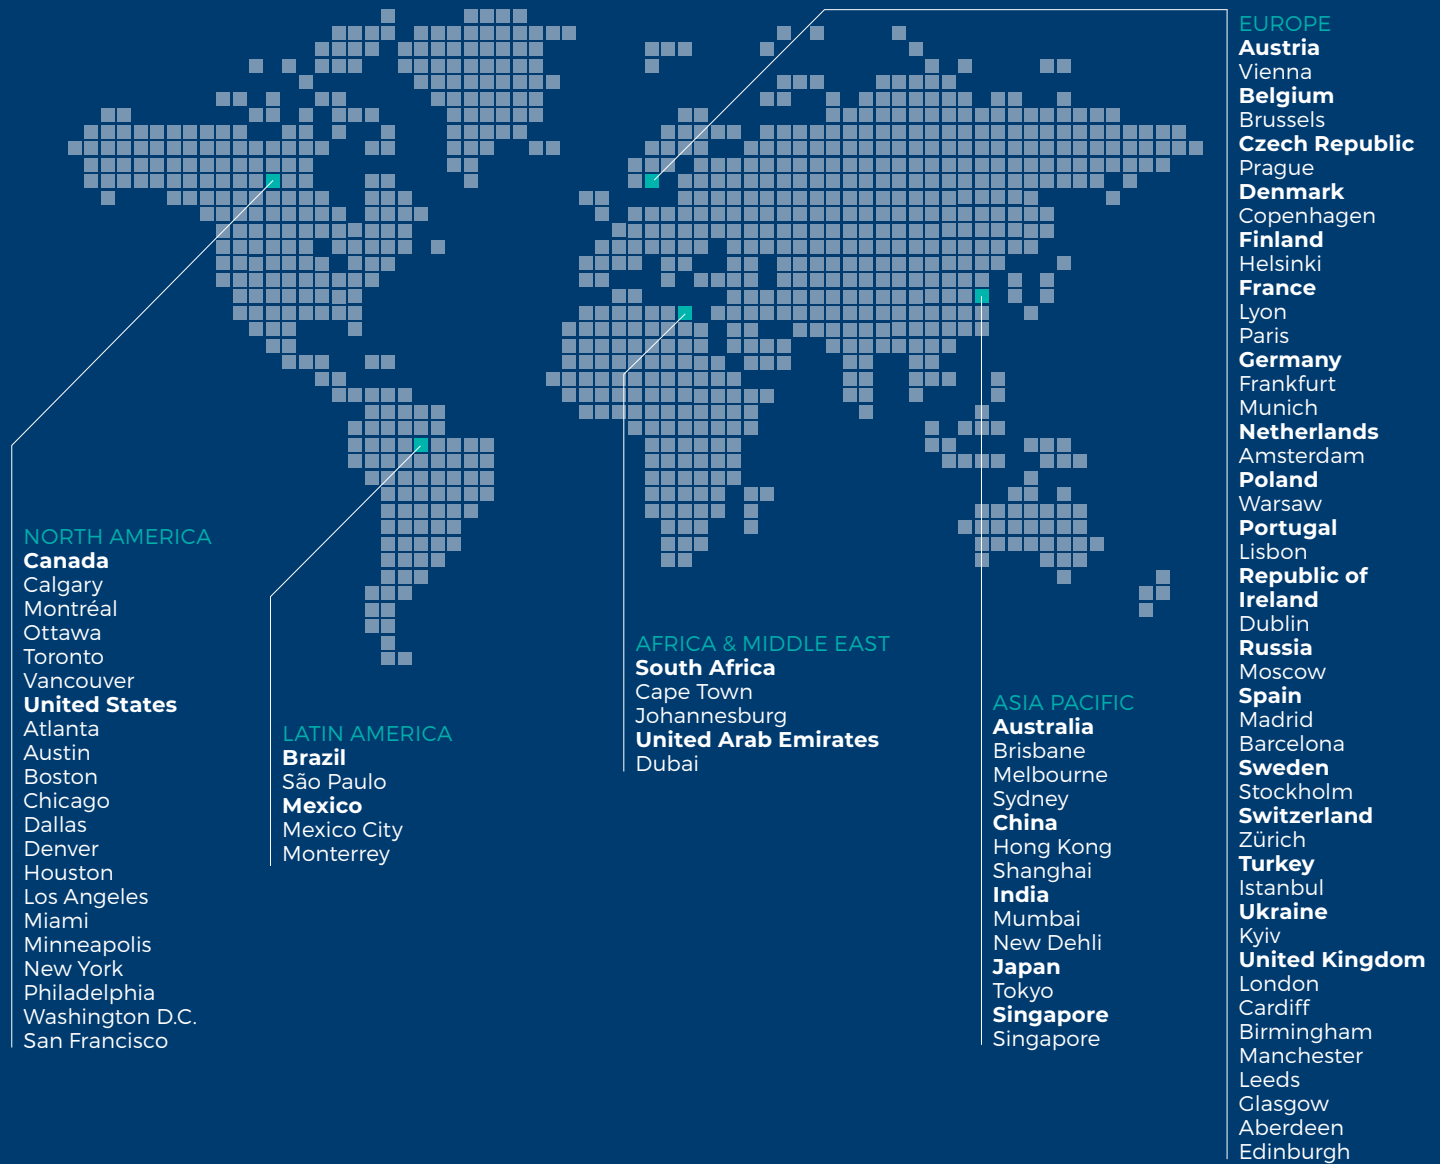 NORTH AMERICA
Canada
Calgary
Montréal
Ottawa
Toronto
Vancouver
United States
Atlanta
Austin
Boston
Chicago
Dallas
Denver
Houston
Los Angeles
Miami
Minneapolis
New York
Philadelphia
Washington D.C.
San Francisco
LATIN AMERICA
Brazil
São Paulo
Mexico
Mexico City
Monterrey
AFRICA & MIDDLE EAST
South Africa
Cape Town
Johannesburg
United Arab Emirates
Dubai
ASIA PACIFIC
Australia
Brisbane
Melbourne
Sydney
China
Hong Kong
Shanghai
India
Mumbai
New Dehli
Japan
Tokyo
Singapore
Singapore
EUROPE
Austria
Vienna
Belgium
Brussels
Czech Republic
Prague
Denmark
Copenhagen
Finland
Helsinki
France
Lyon
Paris
Germany
Frankfurt
Munich
Netherlands
Amsterdam
Poland
Warsaw
Portugal
Lisbon
Republic of
Ireland
Dublin
Russia
Moscow
Spain
Madrid
Barcelona
Sweden
Stockholm
Switzerland
Zürich
Turkey
Istanbul
Ukraine
Kyiv
United Kingdom
London
Cardiff
Birmingham
Manchester
Leeds
Glasgow
Aberdeen
Edinburgh